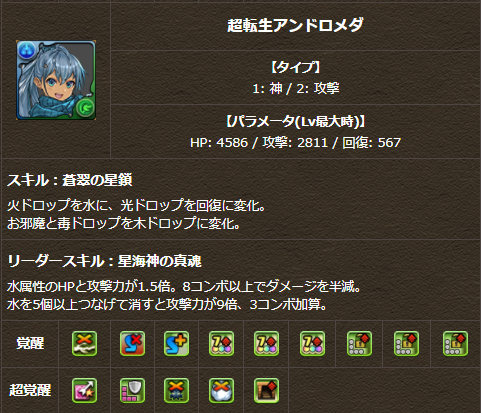 超転生アンドロメダ
【タイプ】
1: 神 / 2: 攻撃
【パラメータ(Lv最大時)】
HP: 4586 / 攻撃: 2811 / 回復: 567
スキル：蒼翠の星鎖
火ドロップを水に、光ドロップを回復に変化。
お邪魔と毒ドロップを木ドロップに変化。
リーダースキル：星海神の真魂
水属性のHPと攻撃力が1.5倍。8コンボ以上でダメージを半減。
水を5個以上つなげて消すと攻撃力が9倍、3コンボ加算。
覚醒
超覚醒